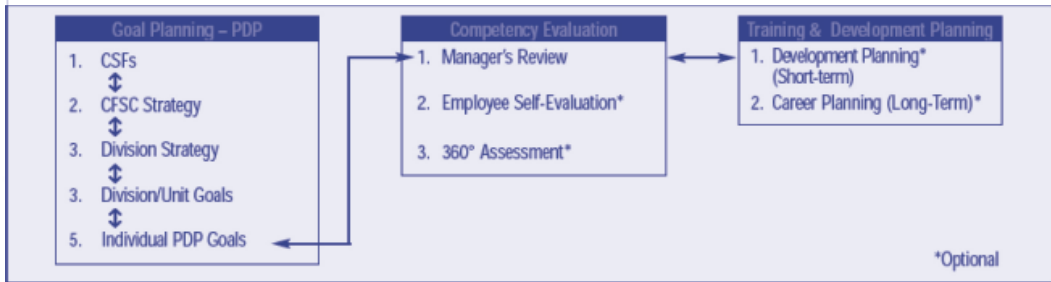 Goal Planning – PDP
1. CSFs
2. CFSC Strategy
3. Division Strategy
3. Division/Unit Goals
5. Individual PDP Goals
Competency Evaluation
1. Manager's Review
2. Employee Self-Evaluation*
3. 360° Assessment*
Training & Development Planning
1. Development Planning*
(Short-term)
2. Career Planning (Long-Term)*
*Optional